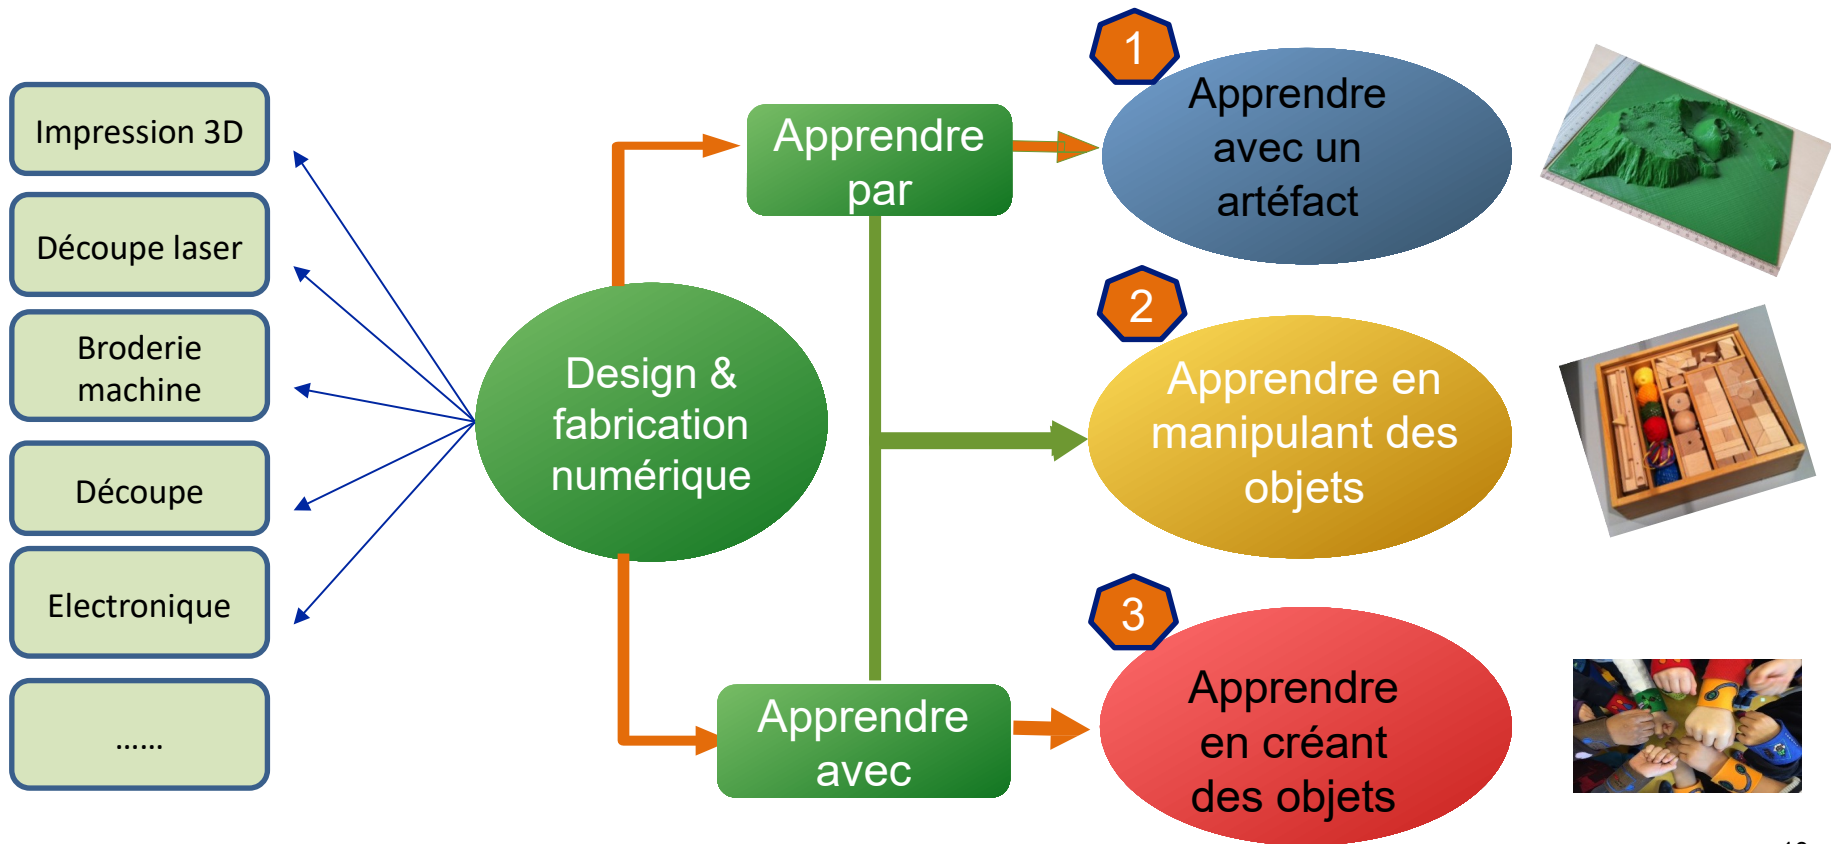 Impression 3D
Découpe laser
Broderie
machine
Découpe
Electronique
......
Design &
fabrication
numérique
Apprendre
par
Apprendre
avec
1
Apprendre
avec un
artéfact
2
Apprendre en
manipulant des
objets
3
Apprendre
en créant
des objets